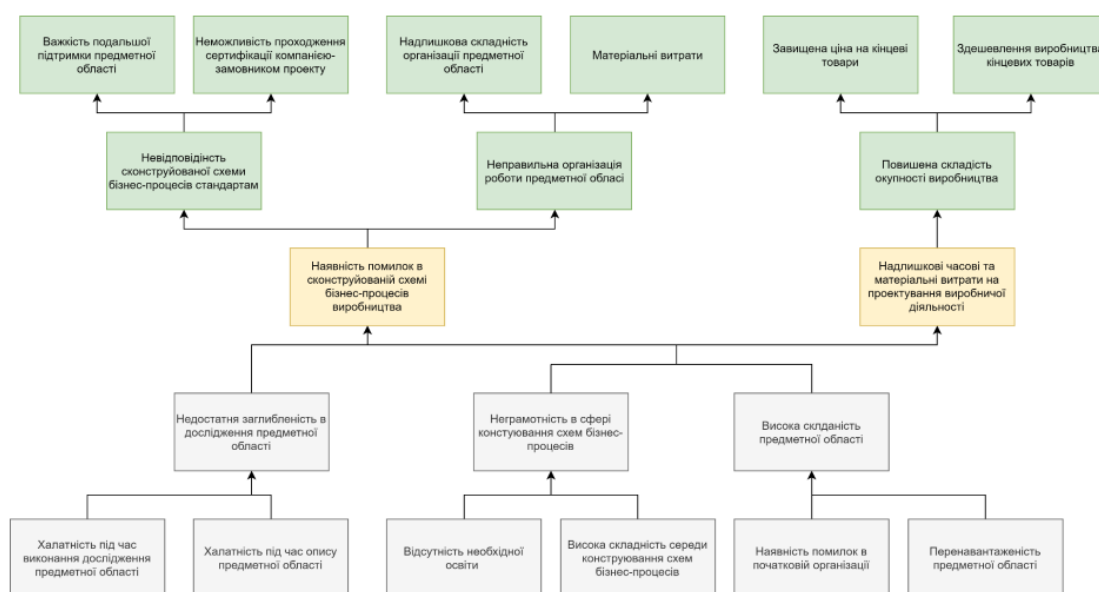 Важкість подальшої
підтримки предметної
області
Неможливість проходження
сертифікації компанією-
замовником проекту
Надлишкова складність
організації предметної
області
Матеріальні витрати
Завищена ціна на кінцеві
товари
Здешевлення виробництва
кінцевих товарів
Невідповідінсть
сконструйованої схеми
бізнес-процесів стандартам
Неправильна організація
роботи предметної обласі
Повишена складість
окупності виробництва
Наявність помилок в
сконструйованій схемі
бізнес-процесів
виробництва
Надлишкові часові та
матеріальні витрати на
проектування виробничої
діяльності
Недостатня заглибленість в
дослідження предметної
області
Неграмотність в сфері
констуювання схем бізнес-
процесів
Висока склданість
предметної області
Халатність під час
виконання дослідження
предметної області
Халатність під час опису
предметної області
Відсутність необхідної
освіти
Висока складність середи
конструювання схем
бізнес-процесів
Наявність помилок в
початковій організації
Перенавантаженість
предметної області